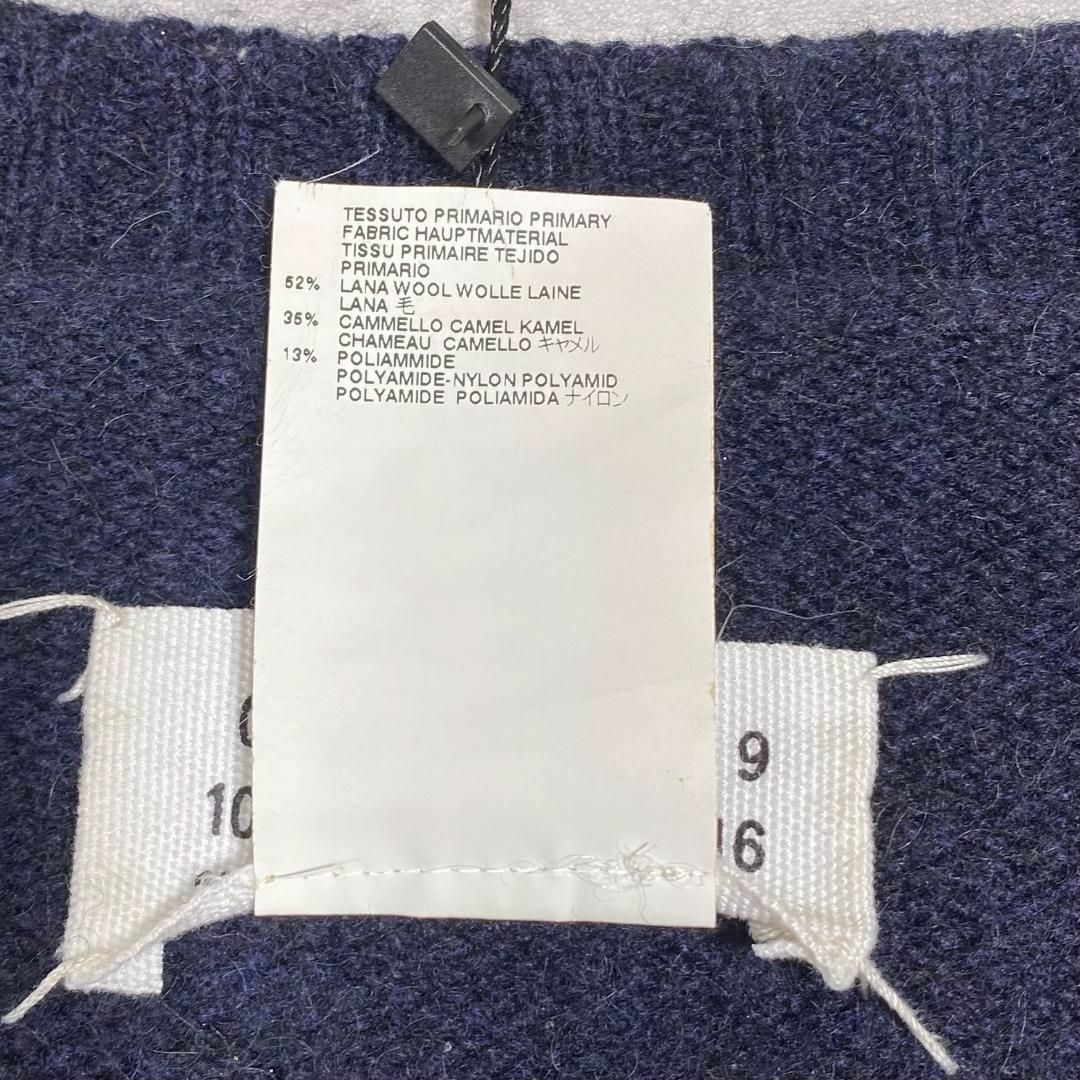 TESSUTO PRIMARIO PRIMARY
FABRIC HAUPTMATERIAL
TISSU PRIMAIRE TEJIDO
PRIMARIO
52% LANA WOOL WOLLE LAINE
LANA 毛
35% CAMMELLO CAMEL KAMEL
CHAMEAU CAMELLO キャメル
13% POLIAMMIDE
POLYAMIDE-NYLON POLYAMID
POLYAMIDE POLIAMIDA ナイロン
9
10
16